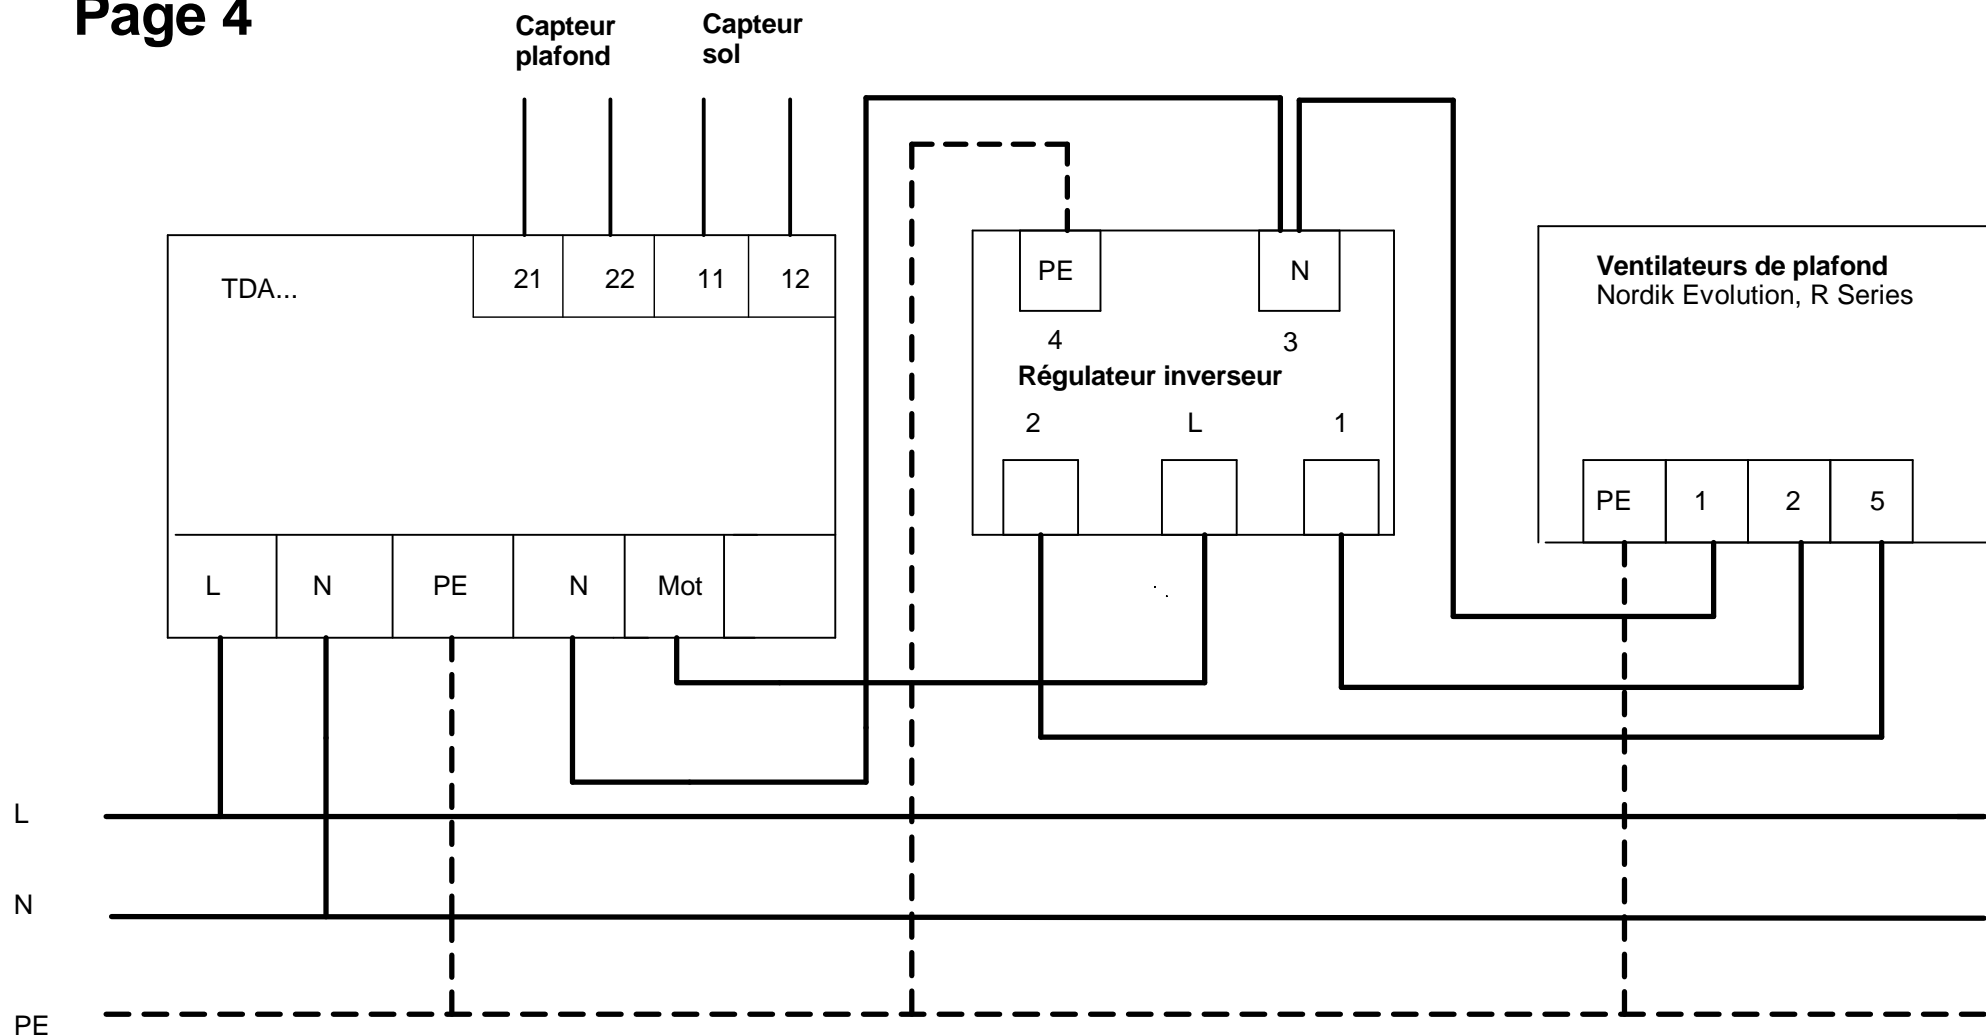 Page 4
Capteur
plafond
Capteur
sol
TDA...
21
22
11
12
PE
N
4
3
Régulateur inverseur
2
L
1
Ventilateurs de plafond
Nordik Evolution, R Series
PE
1
2
5
L
N
PE
N
Mot
L
N
PE